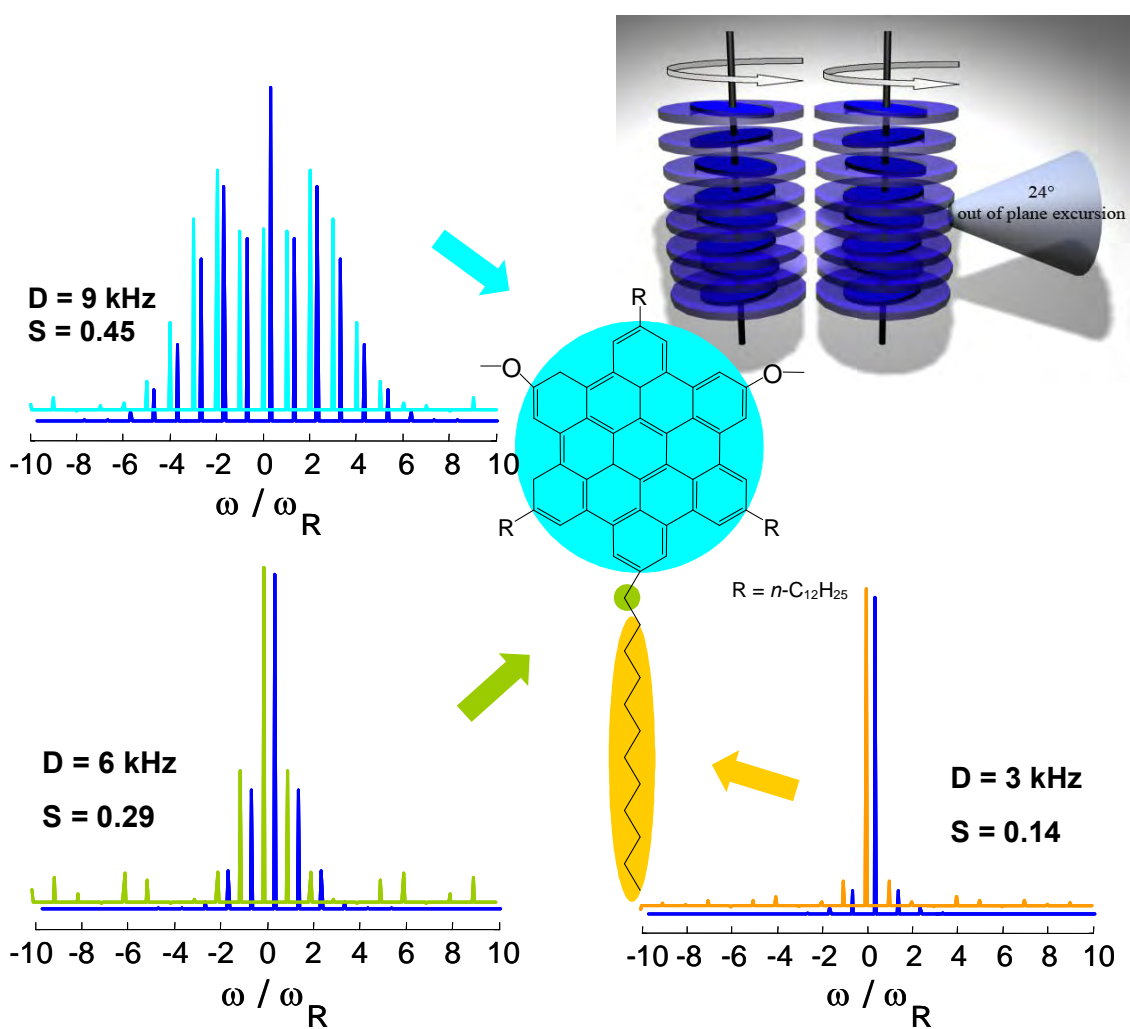 24°
out of plane excursion
D = 9 kHz
S = 0.45
-10 -8 -6 -4 -2 0 2 4 6 8 10
ω / ωR
R
O
O
R
R
R = n-C12H25
D = 6 kHz
S = 0.29
-10 -8 -6 -4 -2 0 2 4 6 8 10
ω / ωR
D = 3 kHz
S = 0.14
-10 -8 -6 -4 -2 0 2 4 6 8 10
ω / ωR